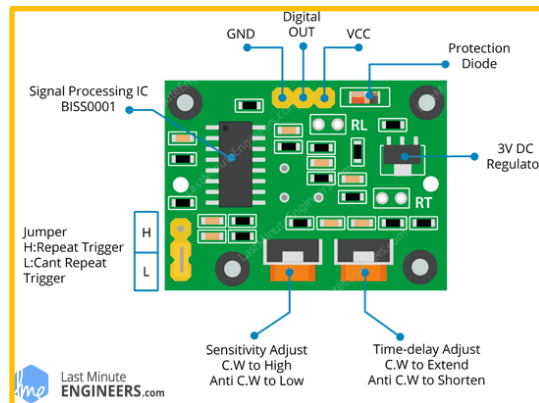 Digital
OUT
GND
VCC
Protection
Diode
Signal Processing IC
BISS0001
RL
3V DC
Regulato
RT
Jumper
H:Repeat Trigger
L:Cant Repeat
Trigger
H
L
Sensitivity Adjust
C.W to High
Anti C.W to Low
Time-delay Adjust
C.W to Extend
Anti C.W to Shorten
lme
Last Minute
ENGINEERS.com